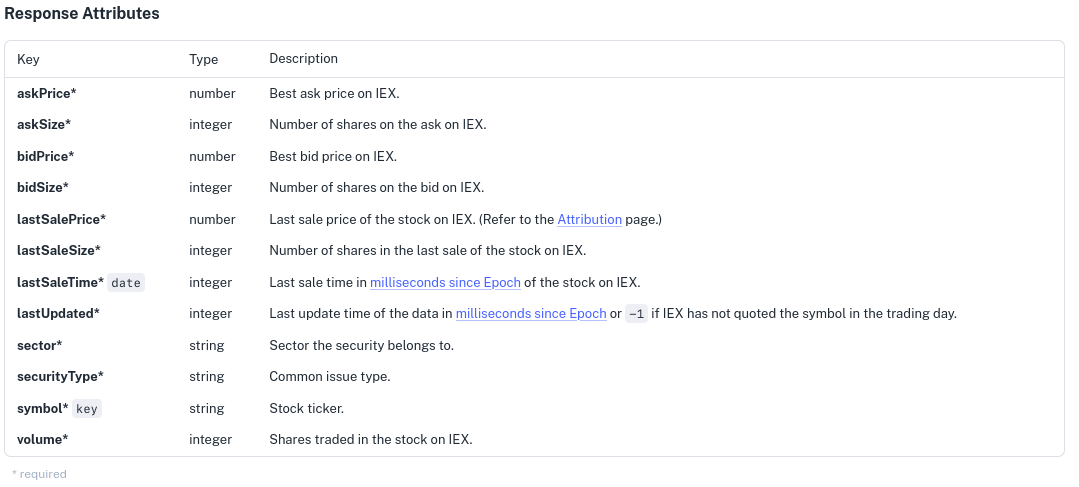 Response Attributes
Key Type Description
askPrice* number Best ask price on IEX.
askSize* integer Number of shares on the ask on IEX.
bidPrice* number Best bid price on IEX.
bidSize* integer Number of shares on the bid on IEX.
lastSalePrice* number Last sale price of the stock on IEX. (Refer to the Attribution page.)
lastSaleSize* integer Number of shares in the last sale of the stock on IEX.
lastSaleTime* date integer Last sale time in milliseconds since Epoch of the stock on IEX.
lastUpdated* integer Last update time of the data in milliseconds since Epoch or -1 if IEX has not quoted the symbol in the trading day.
sector* string Sector the security belongs to.
securityType* string Common issue type.
symbol* key string Stock ticker.
volume* integer Shares traded in the stock on IEX.
* required